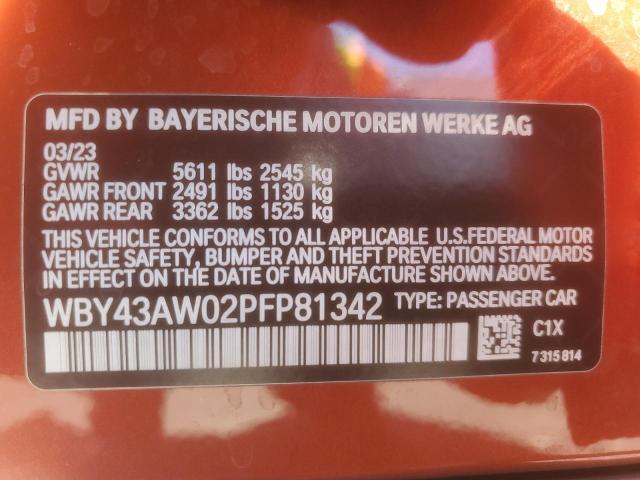 MFD BY BAYERISCHE MOTOREN WERKE AG
03/23
GVWR 5611 lbs 2545 kg
GAWR FRONT 2491 lbs 1130 kg
GAWR REAR 3362 lbs 1525 kg
THIS VEHICLE CONFORMS TO ALL APPLICABLE U.S.FEDERAL MOTOR
VEHICLE SAFETY, BUMPER AND THEFT PREVENTION STANDARDS
IN EFFECT ON THE DATE OF MANUFACTURE SHOWN ABOVE.
WBY43AW02PFP81342 TYPE: PASSENGER CAR
C1X
7 315 814